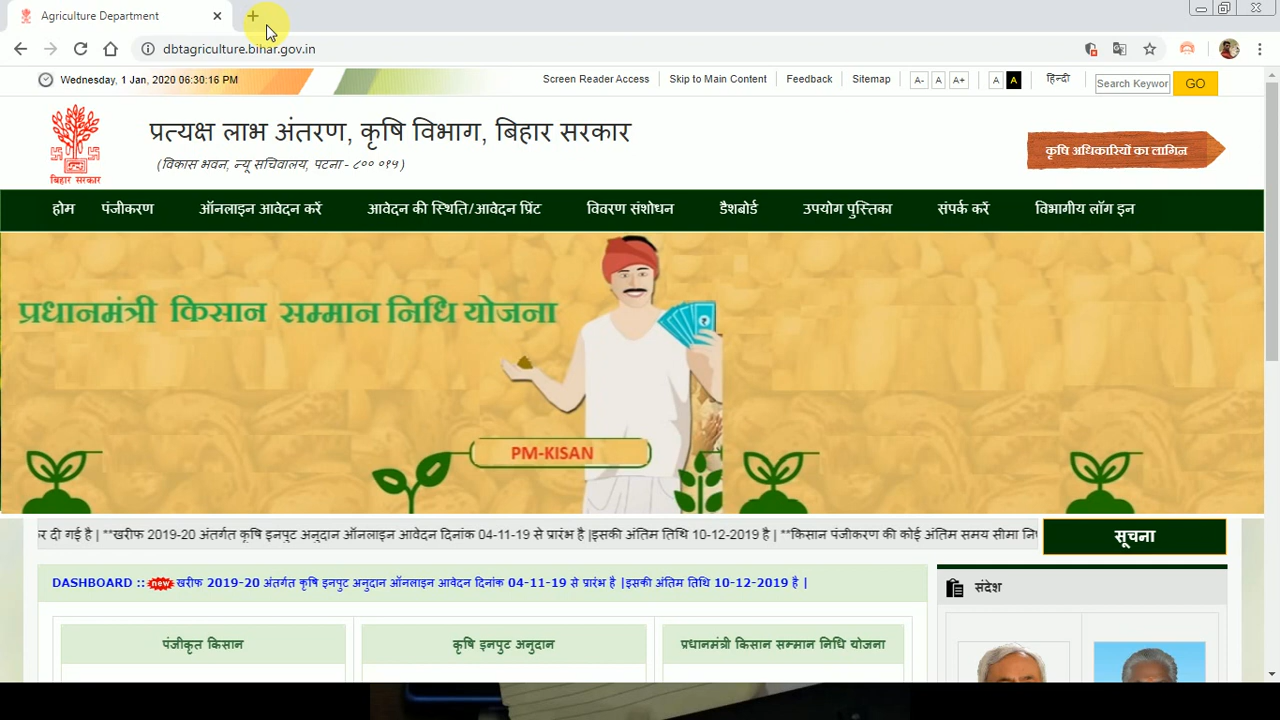 Agriculture Department
dbtagriculture.bihar.gov.in
Wednesday, 1 Jan, 2020 06:30:16 PM
Screen Reader Access
Skip to Main Content
Feedback
Sitemap
A- A A+
A A
हिन्दी
Search Keywor
GO
प्रत्यक्ष लाभ अंतरण, कृषि विभाग, बिहार सरकार
(विकास भवन, न्यू सचिवालय, पटना - ८०० ०१५)
बिहार सरकार
कृषि अधिकारियों का लागिन
होम पंजीकरण ऑनलाइन आवेदन करें आवेदन की स्थिति/आवेदन प्रिंट विवरण संशोधन डैशबोर्ड उपयोग पुस्तिका संपर्क करें विभागीय लॉग इन
प्रधानमंत्री किसान सम्मान निधि योजना
PM-KISAN
र दी गई है | **खरीफ 2019-20 अंतर्गत कृषि इनपुट अनुदान ऑनलाइन आवेदन दिनांक 04-11-19 से प्रारंभ है |इसकी अंतिम तिथि 10-12-2019 है | **किसान पंजीकरण की कोई अंतिम समय सीमा
सूचना
DASHBOARD :: new खरीफ 2019-20 अंतर्गत कृषि इनपुट अनुदान ऑनलाइन आवेदन दिनांक 04-11-19 से प्रारंभ है |इसकी अंतिम तिथि 10-12-2019 है |
संदेश
पंजीकृत किसान
कृषि इनपुट अनुदान
प्रधानमंत्री किसान सम्मान निधि योजना